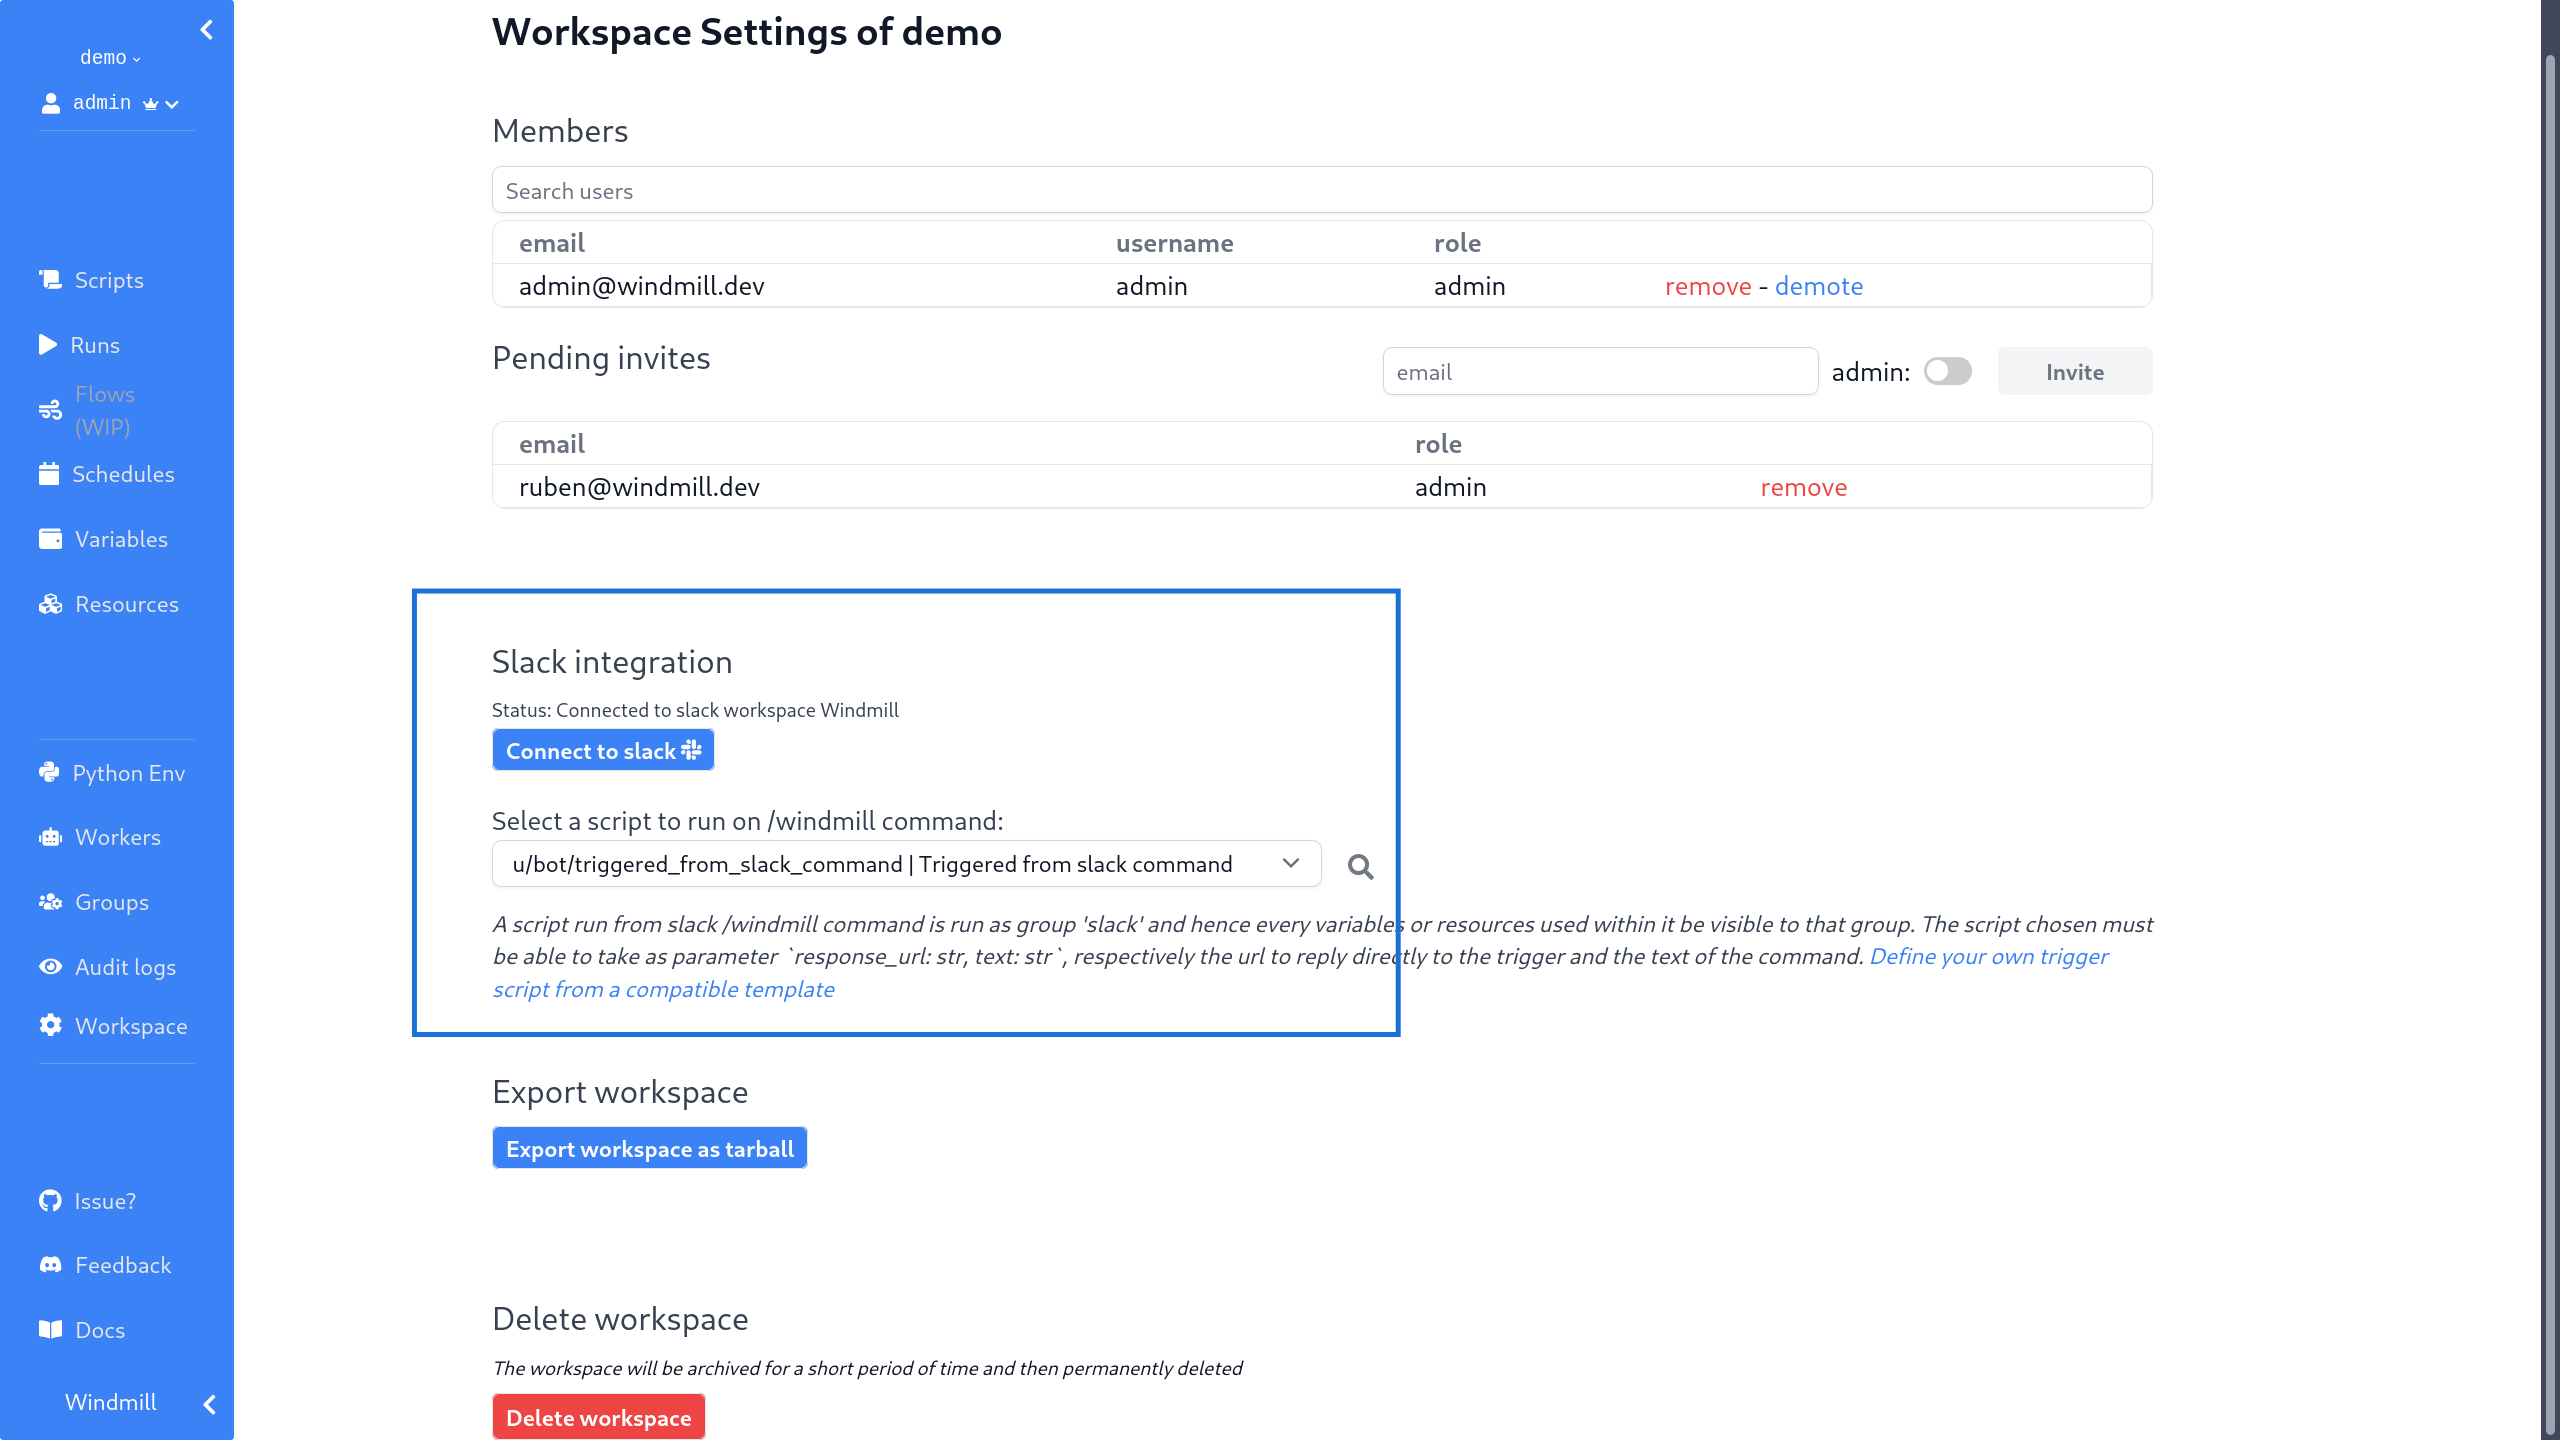 demo
admin
Scripts
Runs
Flows
(WIP)
Schedules
Variables
Resources
Python Env
Workers
Groups
Audit logs
Workspace
Issue?
Feedback
Docs
Windmill
Workspace Settings of demo
Members
Search users
email username role
admin@windmill.dev admin admin remove - demote
Pending invites email admin: Invite
email role
ruben@windmill.dev admin remove
Slack integration
Status: Connected to slack workspace Windmill
Connect to slack
Select a script to run on /windmill command:
u/bot/triggered_from_slack_command | Triggered from slack command
A script run from slack /windmill command is run as group 'slack' and hence every variables or resources used within it be visible to that group. The script chosen must
be able to take as parameter `response_url: str, text: str`, respectively the url to reply directly to the trigger and the text of the command. Define your own trigger
script from a compatible template
Export workspace
Export workspace as tarball
Delete workspace
The workspace will be archived for a short period of time and then permanently deleted
Delete workspace